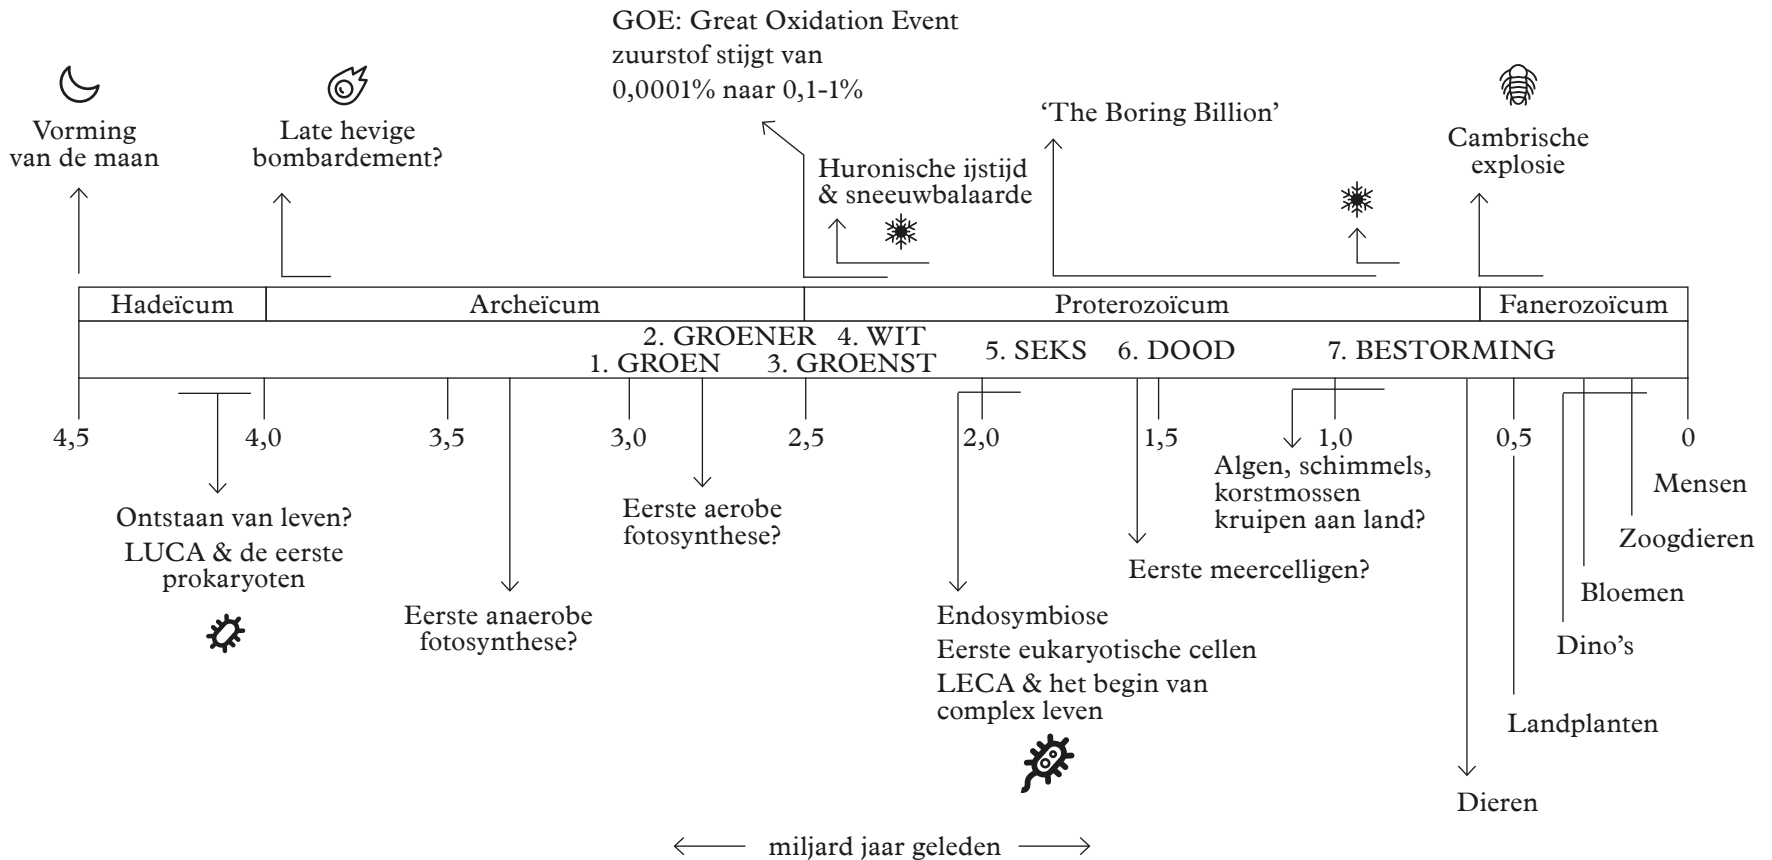 GOE: Great Oxidation Event
zuurstof stijgt van
0,0001% naar 0,1-1%
Vorming
van de maan
Late hevige
bombardement?
Huronische ijstijd
& sneeuwbalaarde
‘The Boring Billion’
Cambrische
explosie
Hadeïcum
Archeïcum
Proterozoïcum
Fanerozoïcum
2. GROENER
4. WIT
1. GROEN
3. GROENST
5. SEKS
6. DOOD
7. BESTORMING
4,5
4,0
3,5
3,0
2,5
2,0
1,5
1,0
0,5
0
Ontstaan van leven?
LUCA & de eerste
prokaryoten
Eerste anaerobe
fotosynthese?
Eerste aerobe
fotosynthese?
Endosymbiose
Eerste eukaryotische cellen
LECA & het begin van
complex leven
Eerste meercelligen?
Algen, schimmels,
korstmossen
kruipen aan land?
Mensen
Zoogdieren
Bloemen
Dino’s
Landplanten
Dieren
miljard jaar geleden